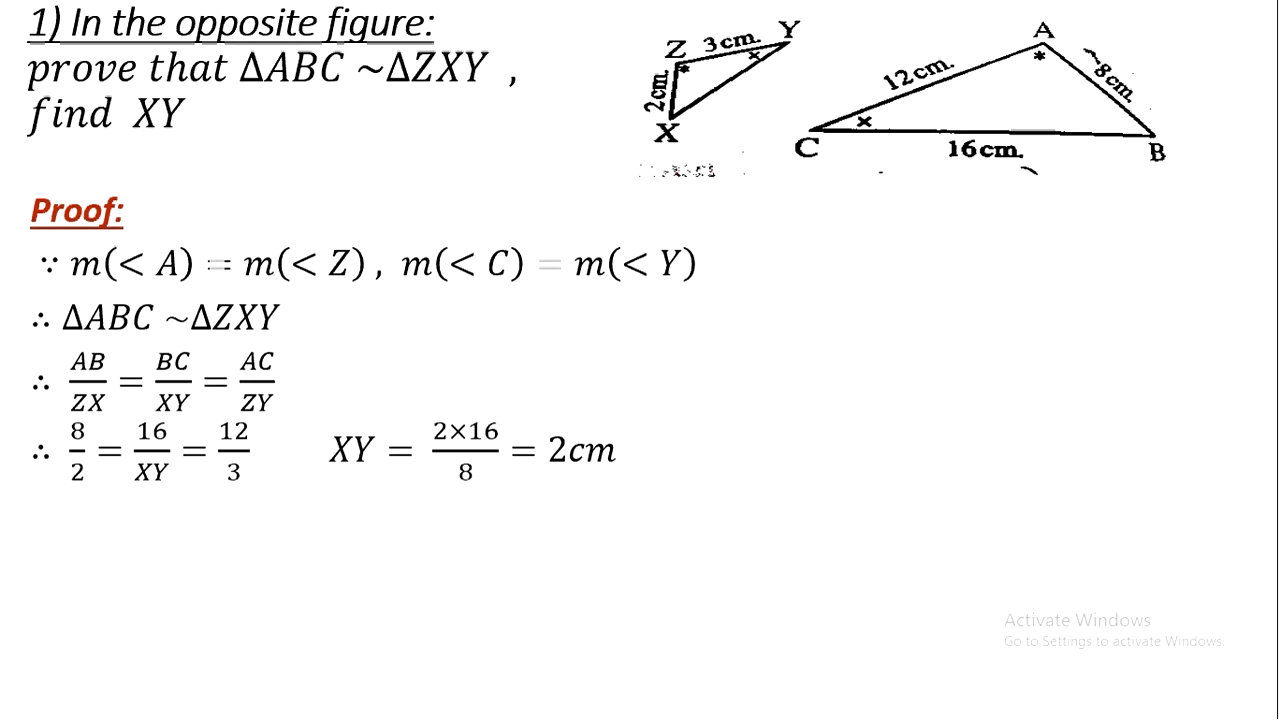 1) In the opposite figure:
prove that ΔABC ~ΔZXY ,
find XY
Z
3cm.
Y
2cm.
X
A
12cm.
8cm.
C
16cm.
B
Proof:
∵ m(< A) = m(< Z) , m(< C) = m(< Y)
∴ ΔABC ~ΔZXY
∴ AB/ZX = BC/XY = AC/ZY
∴ 8/2 = 16/XY = 12/3 XY = 2×16/8 = 2cm
Activate Windows
Go to Settings to activate Windows.